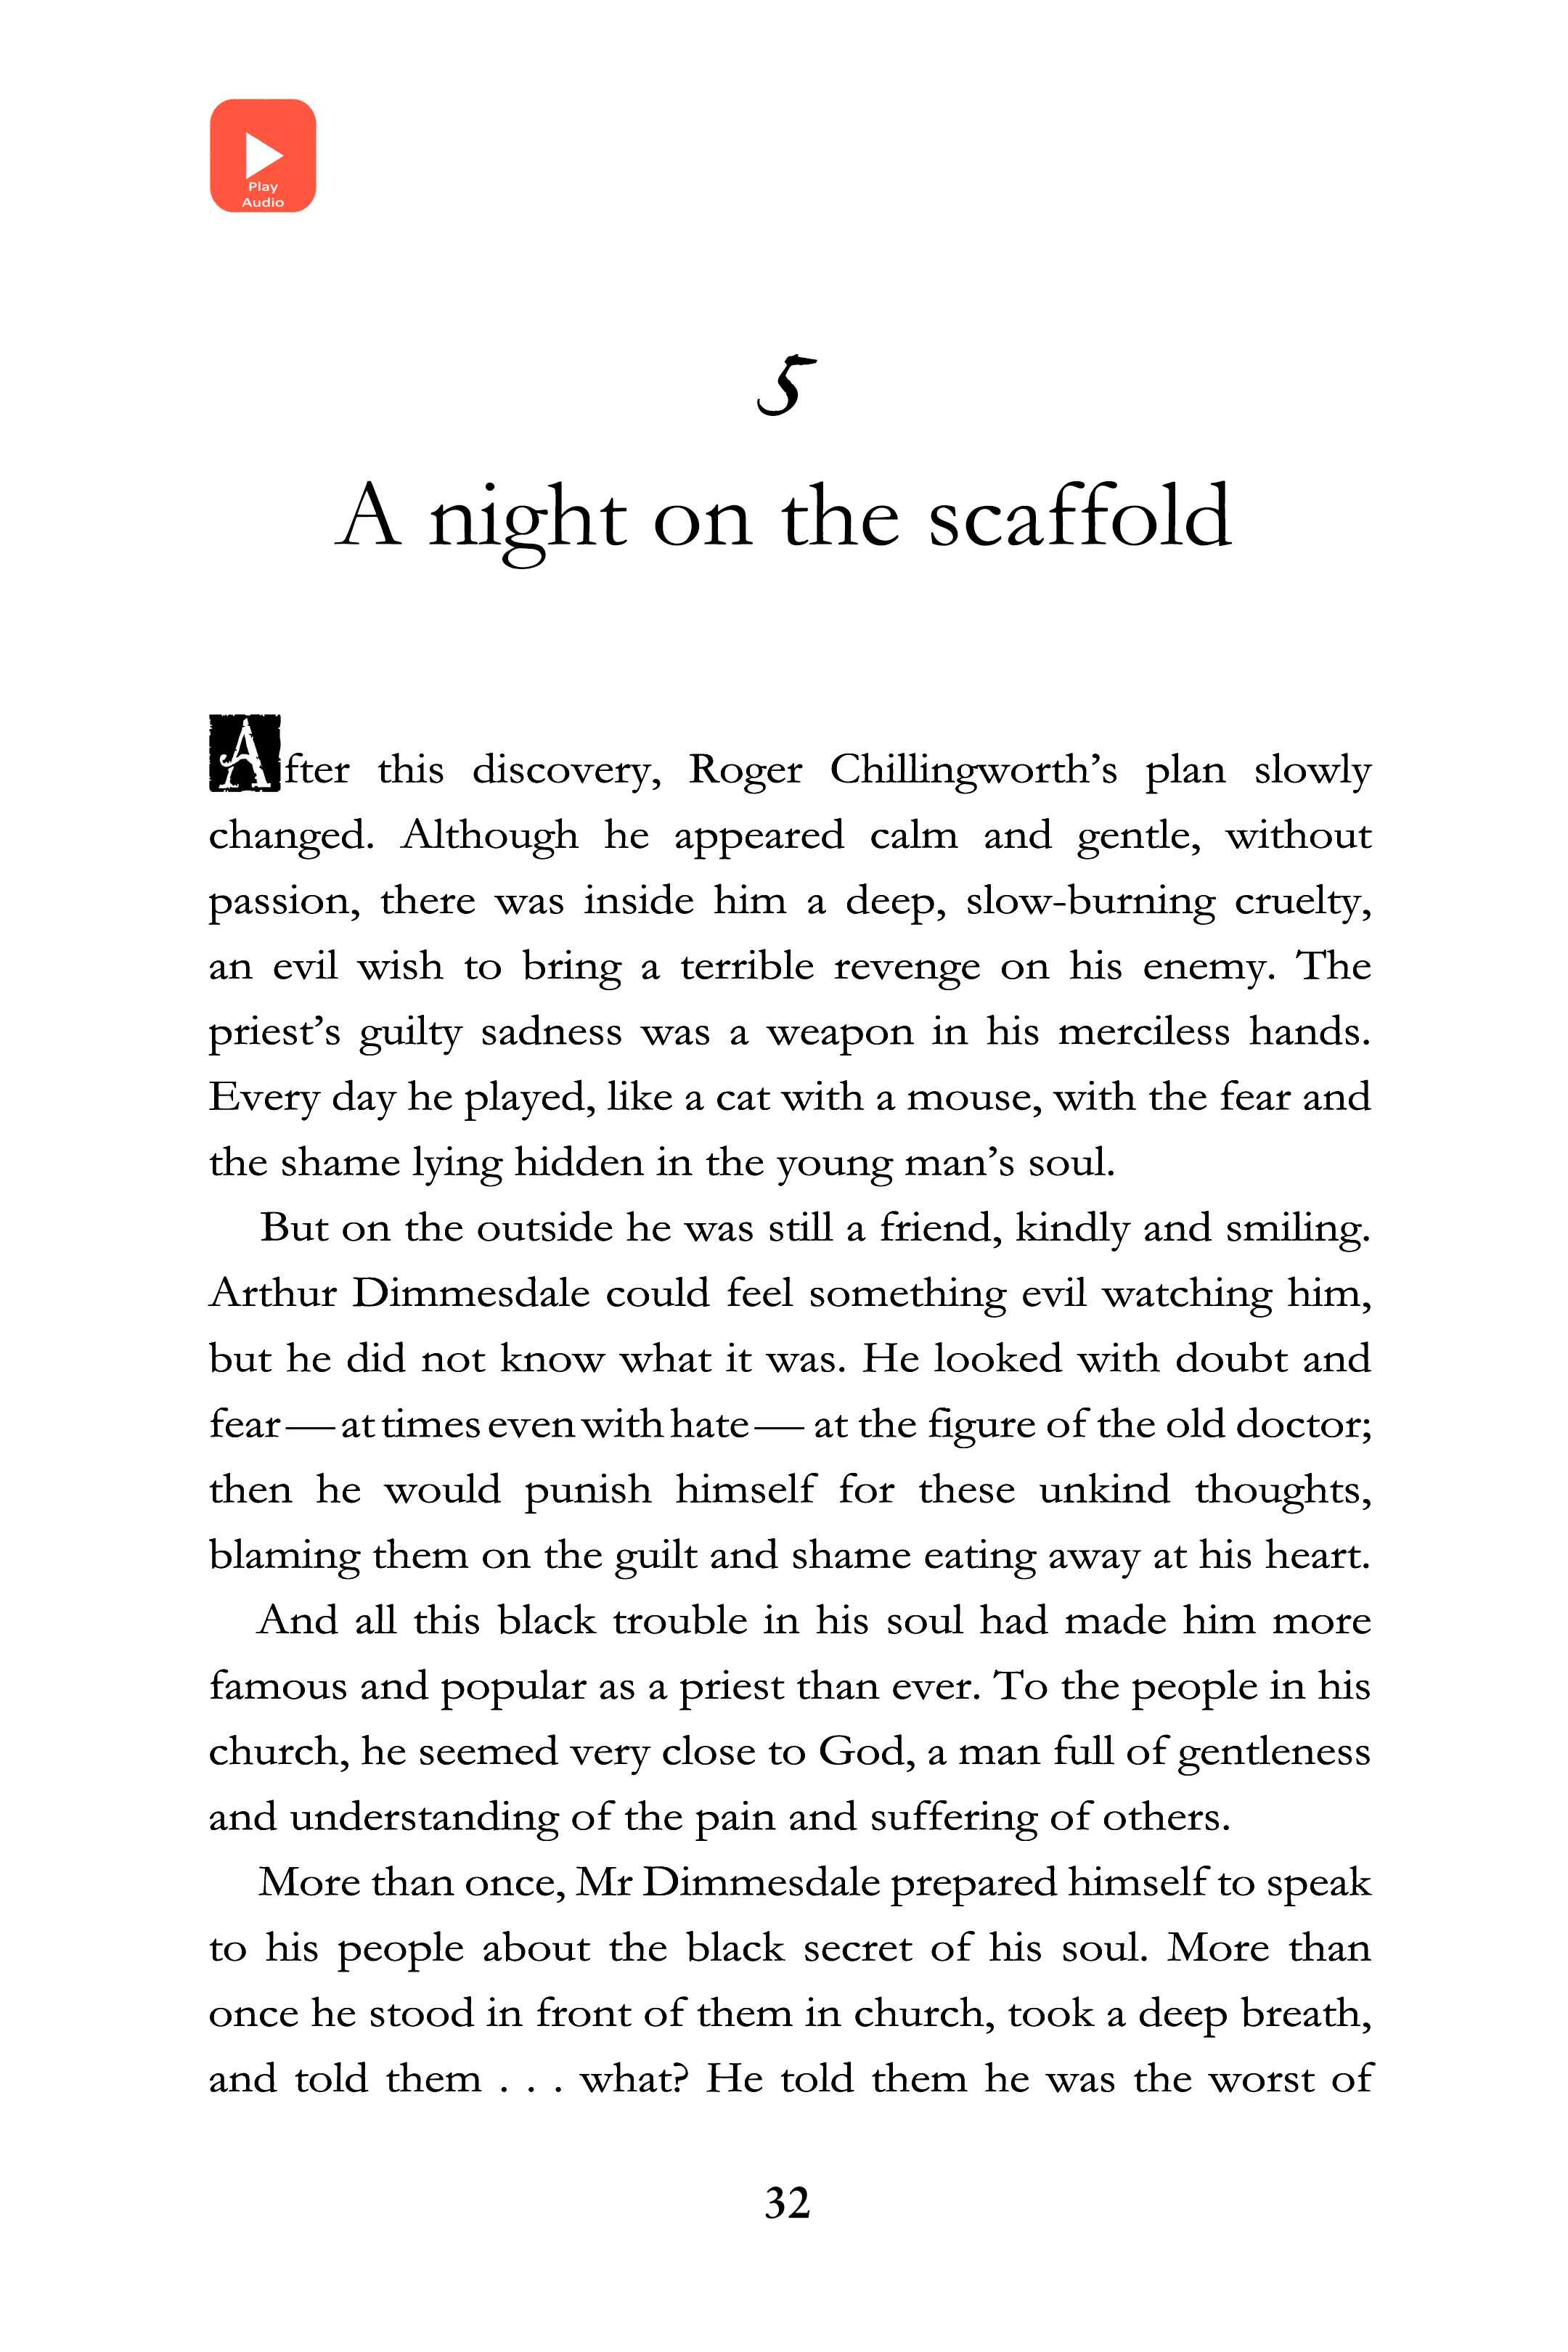 Play
Audio
5
A night on the scaffold
After this discovery, Roger Chillingworth’s plan slowly
changed. Although he appeared calm and gentle, without
passion, there was inside him a deep, slow-burning cruelty,
an evil wish to bring a terrible revenge on his enemy. The
priest’s guilty sadness was a weapon in his merciless hands.
Every day he played, like a cat with a mouse, with the fear and
the shame lying hidden in the young man’s soul.
But on the outside he was still a friend, kindly and smiling.
Arthur Dimmesdale could feel something evil watching him,
but he did not know what it was. He looked with doubt and
fear — at times even with hate — at the figure of the old doctor;
then he would punish himself for these unkind thoughts,
blaming them on the guilt and shame eating away at his heart.
And all this black trouble in his soul had made him more
famous and popular as a priest than ever. To the people in his
church, he seemed very close to God, a man full of gentleness
and understanding of the pain and suffering of others.
More than once, Mr Dimmesdale prepared himself to speak
to his people about the black secret of his soul. More than
once he stood in front of them in church, took a deep breath,
and told them . . . what? He told them he was the worst of
32